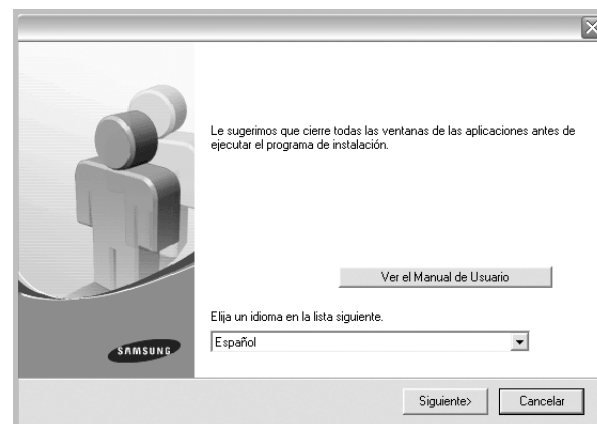 Le sugerimos que cierre todas las ventanas de las aplicaciones antes de
ejecutar el programa de instalación.
Ver el Manual de Usuario
Elija un idioma en la lista siguiente.
Español
SAMSUNG
Siguiente>
Cancelar